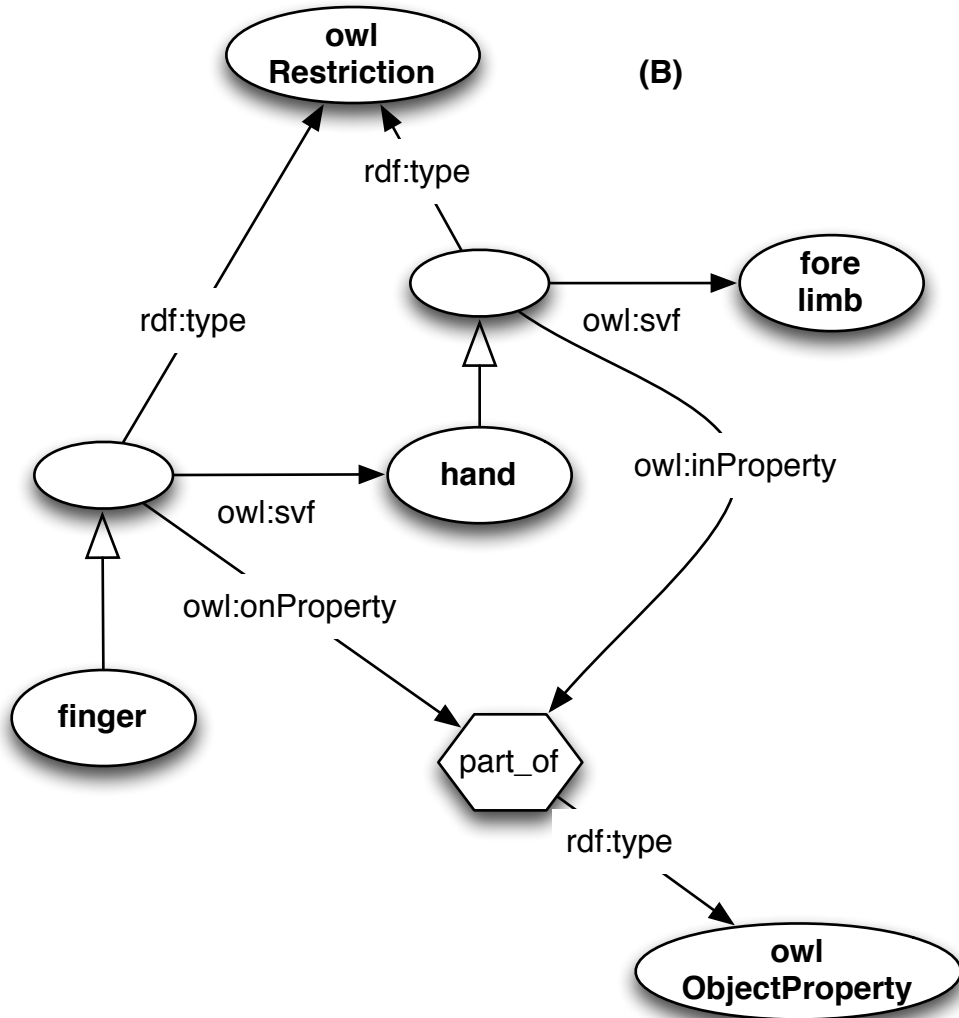 owl
Restriction
(B)
rdf:type
fore
limb
rdf:type
owl:svf
hand
owl:inProperty
owl:svf
owl:onProperty
finger
part_of
rdf:type
owl
ObjectProperty